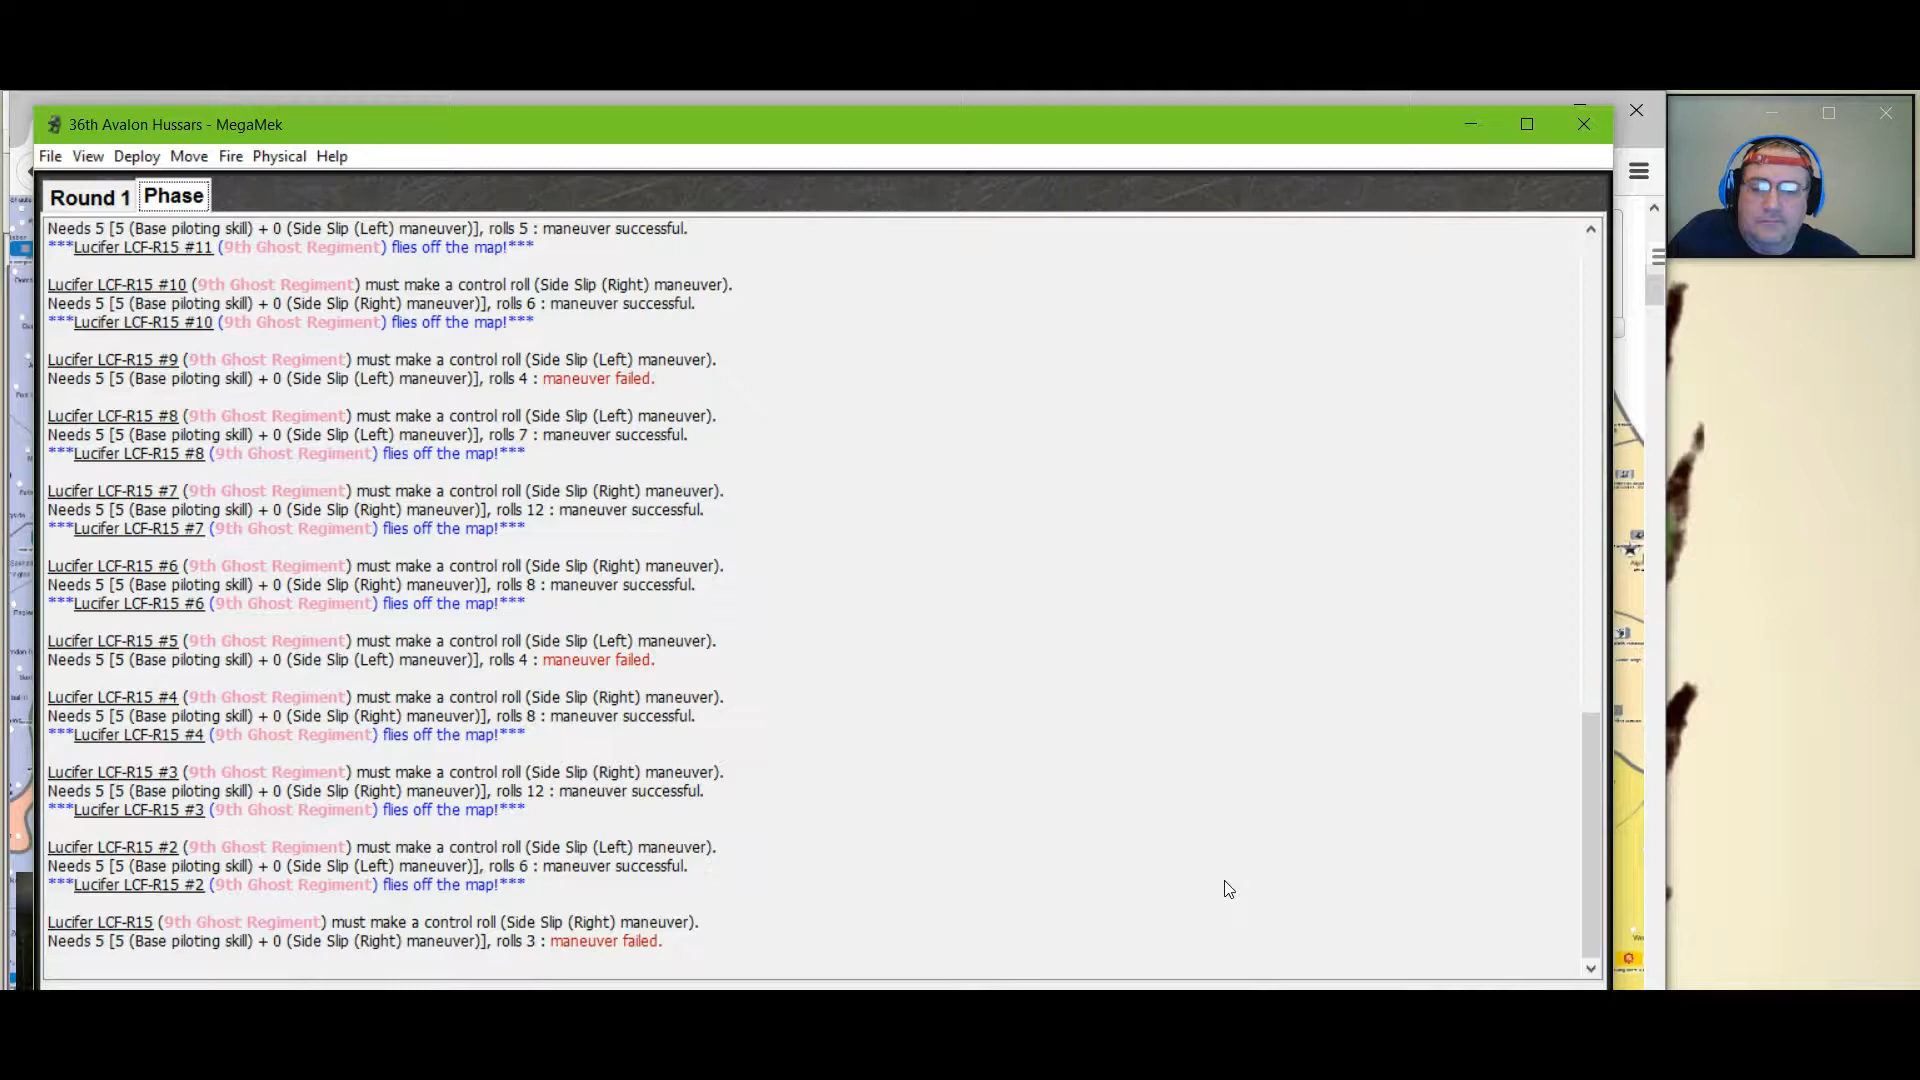 36th Avalon Hussars - MegaMek
File View Deploy Move Fire Physical Help
Round 1 Phase
Needs 5 [5 (Base piloting skill) + 0 (Side Slip (Left) maneuver)], rolls 5 : maneuver successful.
***Lucifer LCF-R15 #11 (9th Ghost Regiment) flies off the map!***
Lucifer LCF-R15 #10 (9th Ghost Regiment) must make a control roll (Side Slip (Right) maneuver).
Needs 5 [5 (Base piloting skill) + 0 (Side Slip (Right) maneuver)], rolls 6 : maneuver successful.
***Lucifer LCF-R15 #10 (9th Ghost Regiment) flies off the map!***
Lucifer LCF-R15 #9 (9th Ghost Regiment) must make a control roll (Side Slip (Left) maneuver).
Needs 5 [5 (Base piloting skill) + 0 (Side Slip (Left) maneuver)], rolls 4 : maneuver failed.
Lucifer LCF-R15 #8 (9th Ghost Regiment) must make a control roll (Side Slip (Left) maneuver).
Needs 5 [5 (Base piloting skill) + 0 (Side Slip (Left) maneuver)], rolls 7 : maneuver successful.
***Lucifer LCF-R15 #8 (9th Ghost Regiment) flies off the map!***
Lucifer LCF-R15 #7 (9th Ghost Regiment) must make a control roll (Side Slip (Right) maneuver).
Needs 5 [5 (Base piloting skill) + 0 (Side Slip (Right) maneuver)], rolls 12 : maneuver successful.
***Lucifer LCF-R15 #7 (9th Ghost Regiment) flies off the map!***
Lucifer LCF-R15 #6 (9th Ghost Regiment) must make a control roll (Side Slip (Right) maneuver).
Needs 5 [5 (Base piloting skill) + 0 (Side Slip (Right) maneuver)], rolls 8 : maneuver successful.
***Lucifer LCF-R15 #6 (9th Ghost Regiment) flies off the map!***
Lucifer LCF-R15 #5 (9th Ghost Regiment) must make a control roll (Side Slip (Left) maneuver).
Needs 5 [5 (Base piloting skill) + 0 (Side Slip (Left) maneuver)], rolls 4 : maneuver failed.
Lucifer LCF-R15 #4 (9th Ghost Regiment) must make a control roll (Side Slip (Right) maneuver).
Needs 5 [5 (Base piloting skill) + 0 (Side Slip (Right) maneuver)], rolls 8 : maneuver successful.
***Lucifer LCF-R15 #4 (9th Ghost Regiment) flies off the map!***
Lucifer LCF-R15 #3 (9th Ghost Regiment) must make a control roll (Side Slip (Right) maneuver).
Needs 5 [5 (Base piloting skill) + 0 (Side Slip (Right) maneuver)], rolls 12 : maneuver successful.
***Lucifer LCF-R15 #3 (9th Ghost Regiment) flies off the map!***
Lucifer LCF-R15 #2 (9th Ghost Regiment) must make a control roll (Side Slip (Left) maneuver).
Needs 5 [5 (Base piloting skill) + 0 (Side Slip (Left) maneuver)], rolls 6 : maneuver successful.
***Lucifer LCF-R15 #2 (9th Ghost Regiment) flies off the map!***
Lucifer LCF-R15 (9th Ghost Regiment) must make a control roll (Side Slip (Right) maneuver).
Needs 5 [5 (Base piloting skill) + 0 (Side Slip (Right) maneuver)], rolls 3 : maneuver failed.